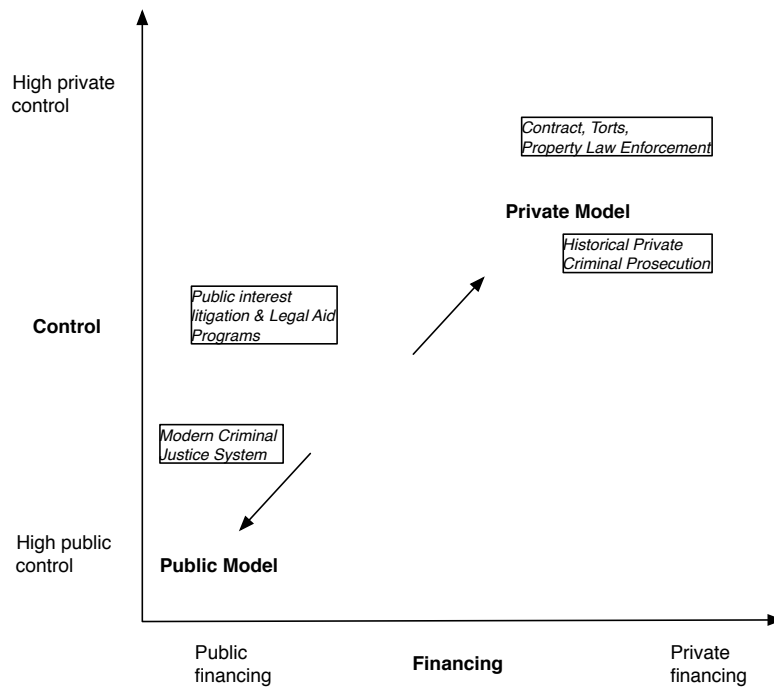 High private
control
Contract, Torts,
Property Law Enforcement
Private Model
Historical Private
Criminal Prosecution
Public interest
litigation & Legal Aid
Programs
Control
Modern Criminal
Justice System
High public
control
Public Model
Public
financing
Financing
Private
financing